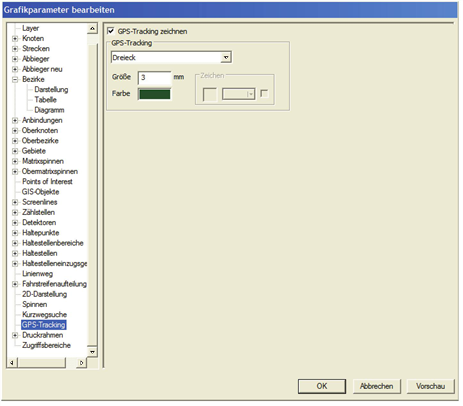 Grafikparameter bearbeiten
Layer
Knoten
Strecken
Abbieger
Abbieger neu
Bezirke
Darstellung
Tabelle
Diagramm
Anbindungen
Oberknoten
Oberbezirke
Gebiete
Matrixspinnen
Obermatrixspinnen
Points of Interest
GIS-Objekte
Screenlines
Zählstellen
Detektoren
Haltepunkte
Haltestellenbereiche
Haltestellen
Haltestelleneinzugsge
Linienweg
Fahrstreifenaufteilung
2D-Darstellung
Spinnen
Kurzwegsuche
GPS-Tracking
Druckrahmen
Zugriffsbereiche
GPS-Tracking zeichnen
GPS-Tracking
Dreieck
Größe 3 mm
Zeichen
Farbe
OK Abbrechen Vorschau